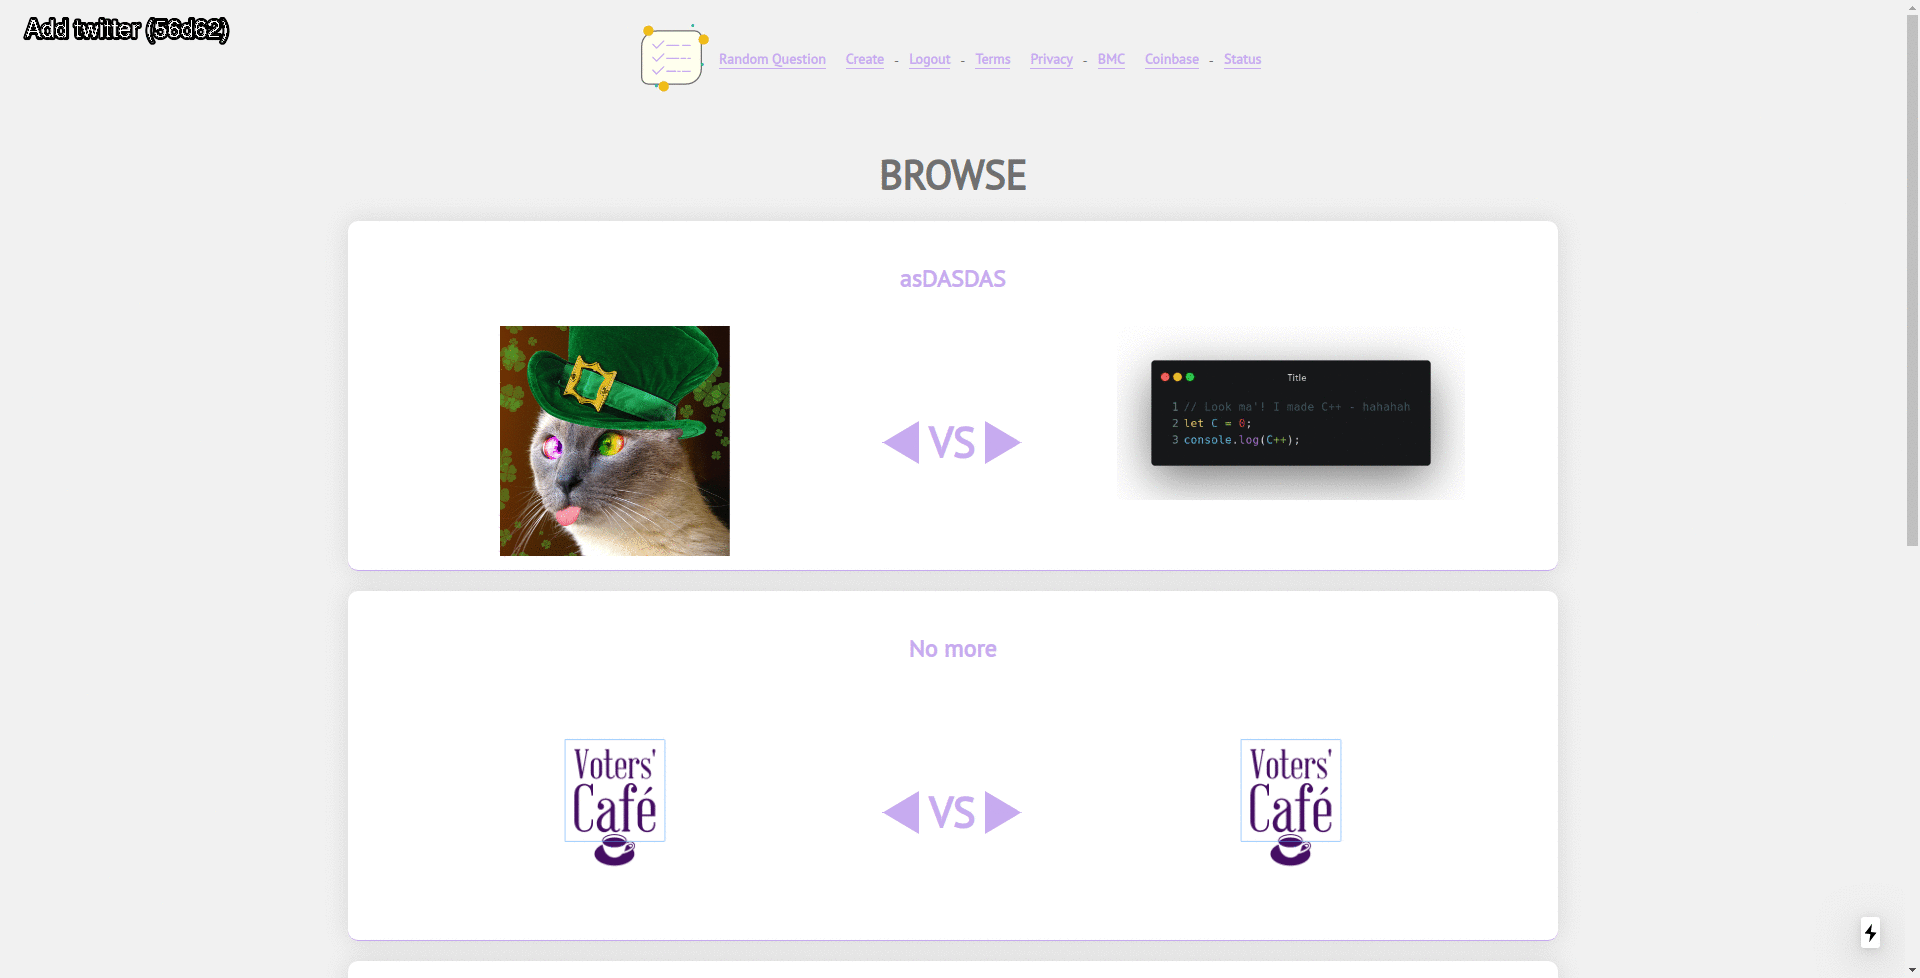 Add twitter (56d62)
Random Question Create - Logout - Terms Privacy - BMC Coinbase - Status
BROWSE
asDASDAS
VS
Title
1 // Look ma'! I made C++ - hahahah
2 let C = 0;
3 console.log(C++);
No more
Voters'
Café
VS
Voters'
Café